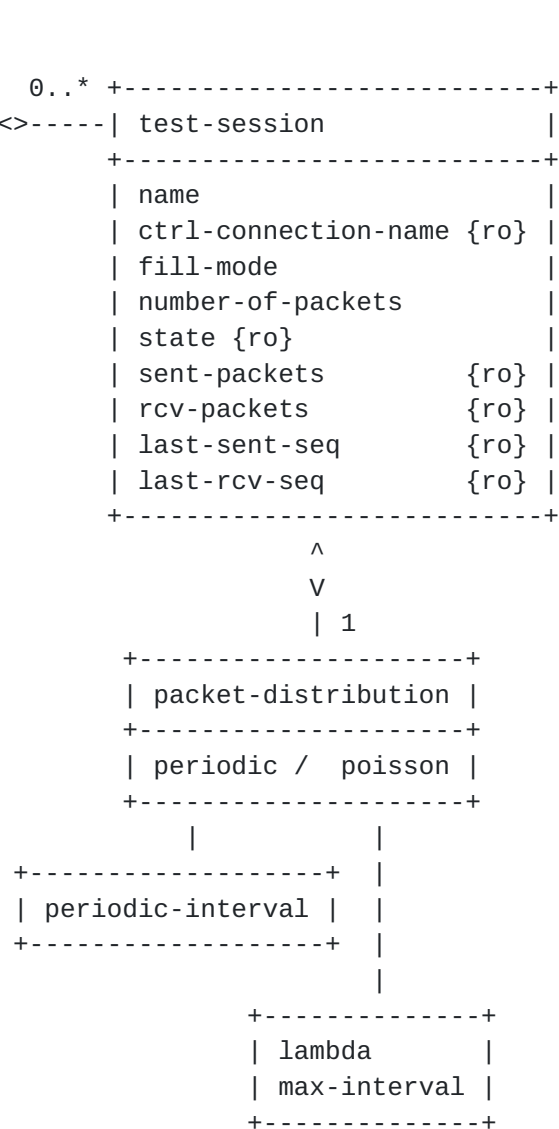 0..* +---------------------------+
<>-----| test-session              |
+---------------------------+
| name                      |
| ctrl-connection-name {ro} |
| fill-mode                 |
| number-of-packets         |
| state {ro}                |
| sent-packets         {ro} |
| rcv-packets          {ro} |
| last-sent-seq        {ro} |
| last-rcv-seq         {ro} |
+---------------------------+
^
V
| 1
+---------------------+
| packet-distribution |
+---------------------+
| periodic /  poisson |
+---------------------+
|           |
+-------------------+  |
| periodic-interval |  |
+-------------------+  |
|
+--------------+
| lambda       |
| max-interval |
+--------------+